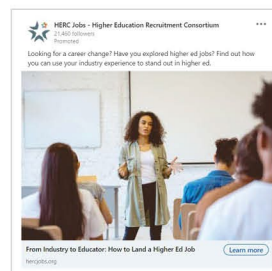 HERC Jobs - Higher Education Recruitment Consortium
21,460 followers
Promoted
Looking for a career change? Have you explored higher ed jobs? Find out how
you can use your industry experience to stand out in higher ed.
From Industry to Educator: How to Land a Higher Ed Job
Learn more
hercjobs.org